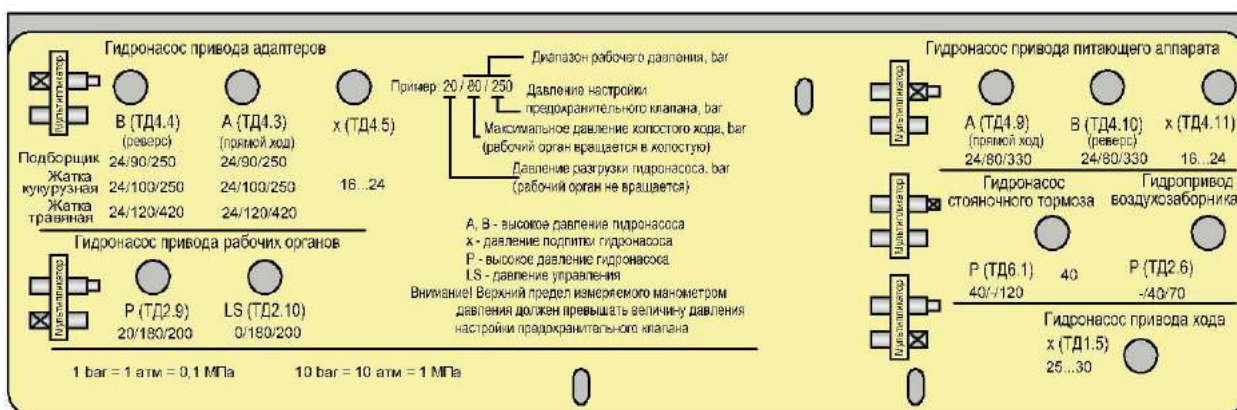 Гидронасос привода адаптеров
Мультипликатор
В (ТД4.4)
(реверс)
А (ТД4.3)
(прямой ход)
x (ТД4.5)
Подборщик 24/90/250 24/90/250
Жатка
кукурузная 24/100/250 24/100/250 16...24
Жатка
травяная 24/120/420 24/120/420
Гидронасос привода рабочих органов
Мультипликатор
P (ТД2.9) LS (ТД2.10)
20/180/200 0/180/200
1 bar = 1 атм = 0,1 МПа 10 bar = 10 атм = 1 МПа
Диапазон рабочего давления, bar
Пример: 20 / 80 / 250
Давление настройки
предохранительного клапана, bar
Максимальное давление холостого хода, bar
(рабочий орган вращается в холостую)
Давление разгрузки гидронасоса, bar
(рабочий орган не вращается)
А, В - высокое давление гидронасоса
x - давление подпитки гидронасоса
Р - высокое давление гидронасоса
LS - давление управления
Внимание! Верхний предел измеряемого манометром
давления должен превышать величину давления
настройки предохранительного клапана
Гидронасос привода питающего аппарата
Мультипликатор
А (ТД4.9) В (ТД4.10) x (ТД4.11)
(прямой ход) (реверс)
24/80/330 24/80/330 16...24
Гидронасос
стояночного тормоза
Гидропривод
воздухозаборника
Мультипликатор
P (ТД6.1) 40 P (ТД2.6)
40/-/120 -/40/70
Гидронасос привода хода
Мультипликатор
x (ТД1.5)
25...30